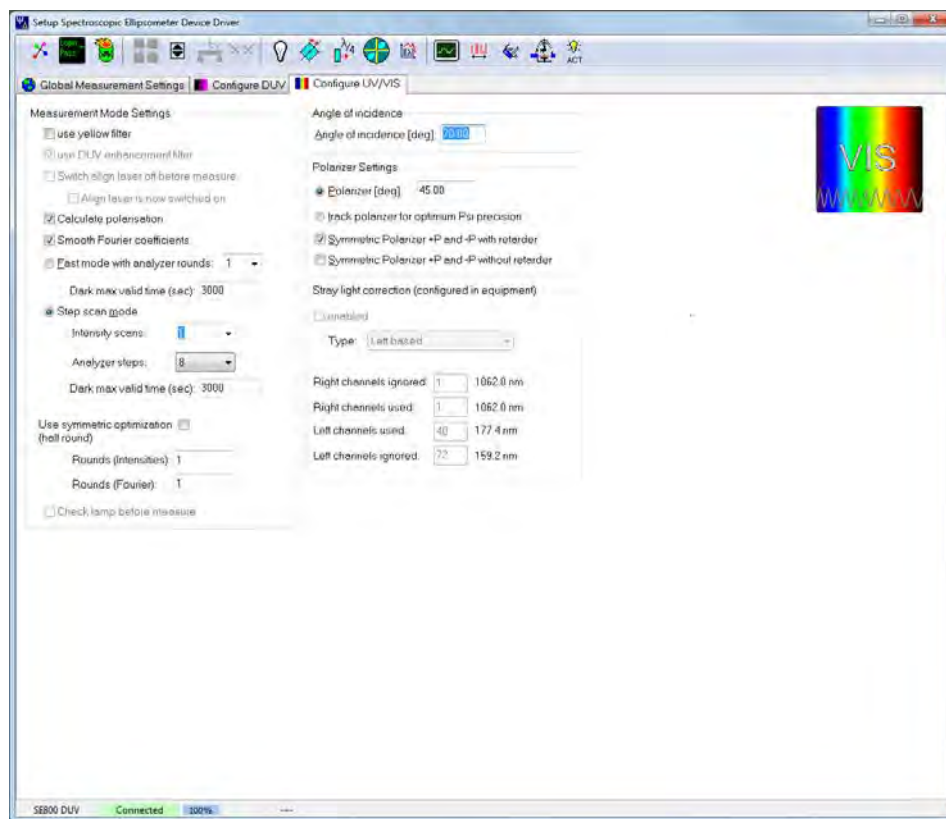 Setup Spectroscopic Ellipsometer Device Driver
ACT
Global Measurement Settings
Configure DUV
Configure UV/VIS
Measurement Mode Settings
use yellow filter
use DUV enhancement filter
Switch align laser off before measure
Align laser is now switched on
Calculate polarisation
Smooth Fourier coefficients
Fast mode with analyzer rounds: 1
Dark max valid time (sec): 3000
Step scan mode
Intensity scans: 1
Analyzer steps: 8
Dark max valid time (sec): 3000
Use symmetric optimization
(half round)
Rounds (Intensities): 1
Rounds (Fourier): 1
Check lamp before measure
Angle of incidence
Angle of incidence [deg]: 70.00
Polarizer Settings
Polarizer [deg]: 45.00
track polarizer for optimum Psi precision
Symmetric Polarizer +P and -P with retarder
Symmetric Polarizer +P and -P without retarder
Stray light correction (configured in equipment)
enabled
Type: Left based
Right channels ignored: 1 1062.0 nm
Right channels used: 1 1062.0 nm
Left channels used: 40 177.4 nm
Left channels ignored: 72 159.2 nm
VIS
SE800 DUV
Connected
100%
----